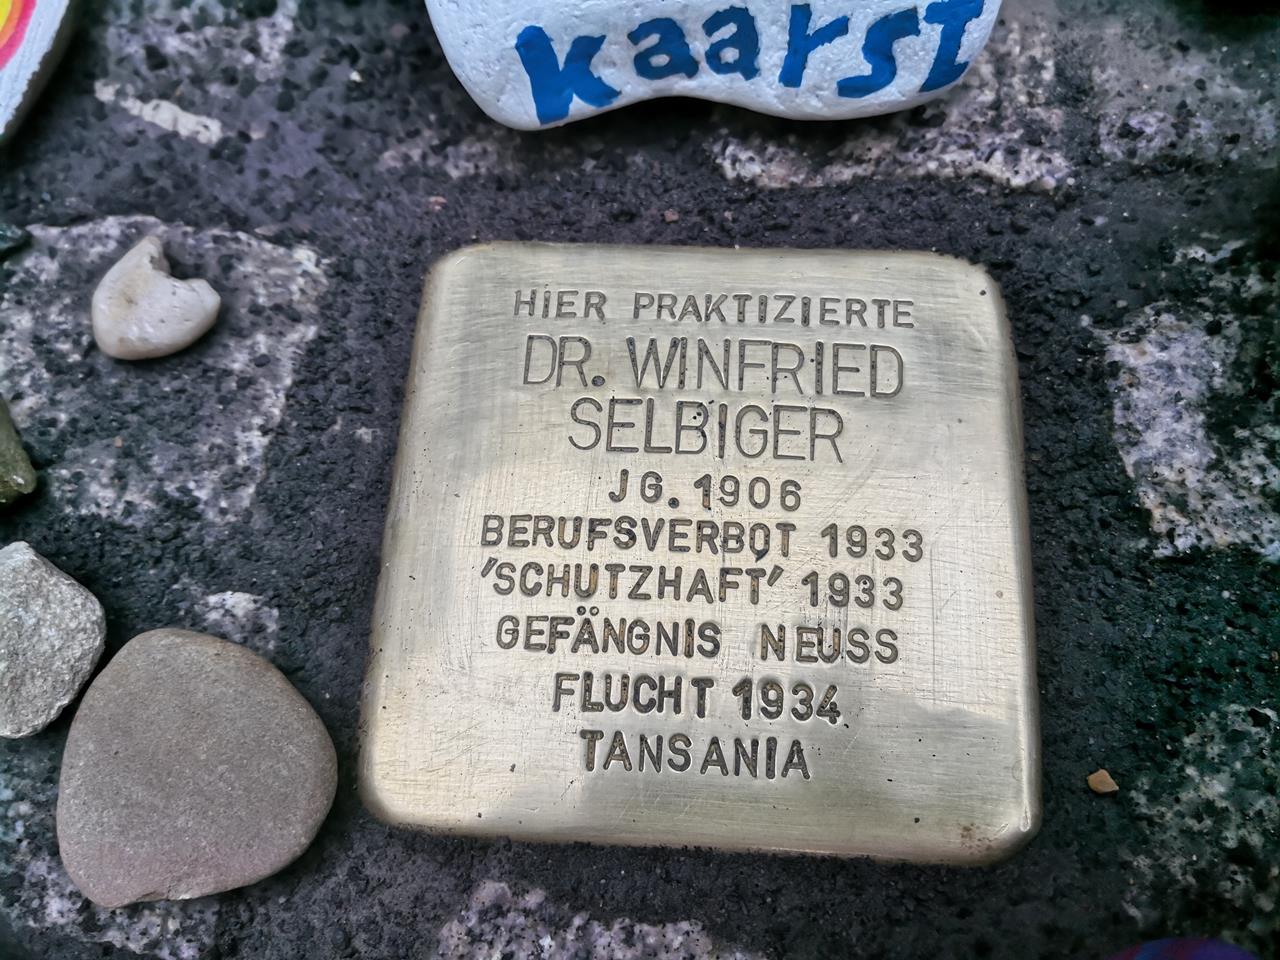 Kaarst
HIER PRAKTIZIERTE
DR. WINFRIED
SELBIGER
JG. 1906
BERUFSVERBOT 1933
'SCHUTZHAFT' 1933
GEFÄNGNIS NEUSS
FLUCHT 1934
TANSANIA